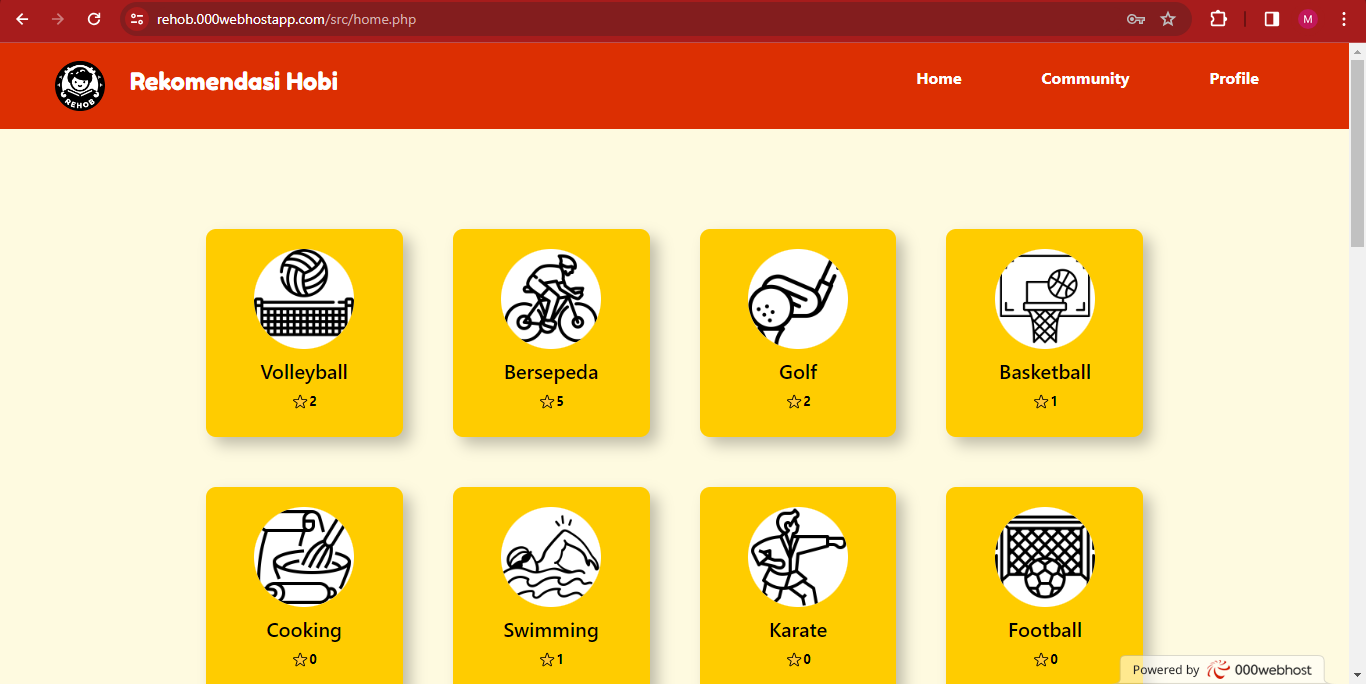 rehob.000webhostapp.com/src/home.php
M
REHOB
Rekomendasi Hobi
Home
Community
Profile
Volleyball
Bersepeda
Golf
Basketball
2
5
2
1
Cooking
Swimming
Karate
Football
0
1
0
0
Powered by 000webhost